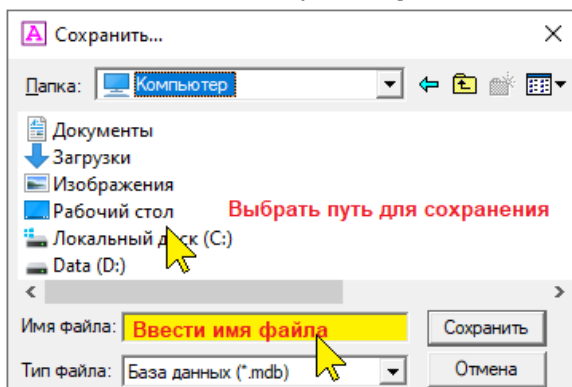 A Сохранить...
Папка: Компьютер
Документы
Загрузки
Изображения
Рабочий стол
Выбрать путь для сохранения
Локальный диск (C:)
Data (D:)
Имя файла: Ввести имя файла Сохранить
Тип файла: База данных (*.mdb) Отмена